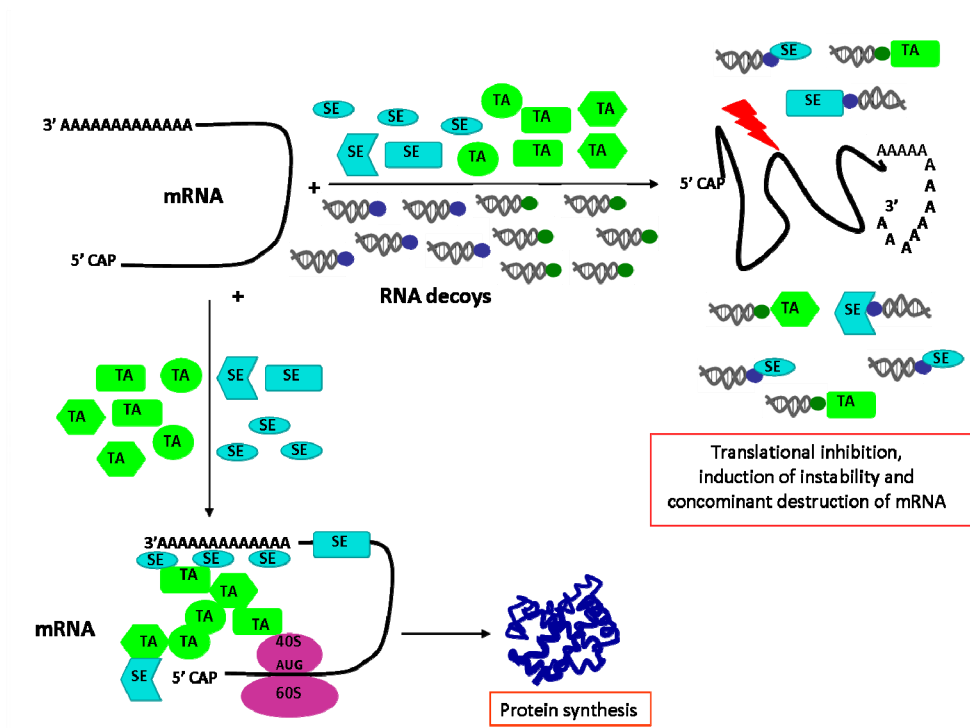 SE
TA
SE
TA
SE
SE
TA
TA
SE
3' AAAAAAAAAAAAA
SE
SE
TA
TA
TA
AAAAA
A
A
A
A
A
A
A
A
A
3'
mRNA
+
5' CAP
5' CAP
RNA decoys
+
TA
SE
TA
TA
SE
SE
SE
SE
TA
TA
TA
SE
SE
TA
TA
TA
SE
SE
SE
Translational inhibition,
induction of instability and
concominant destruction of mRNA
3'AAAAAAAAAAAAA
SE
SE
SE
SE
TA
TA
TA
TA
mRNA
TA
TA
40S
AUG
SE
5' CAP
60S
Protein synthesis